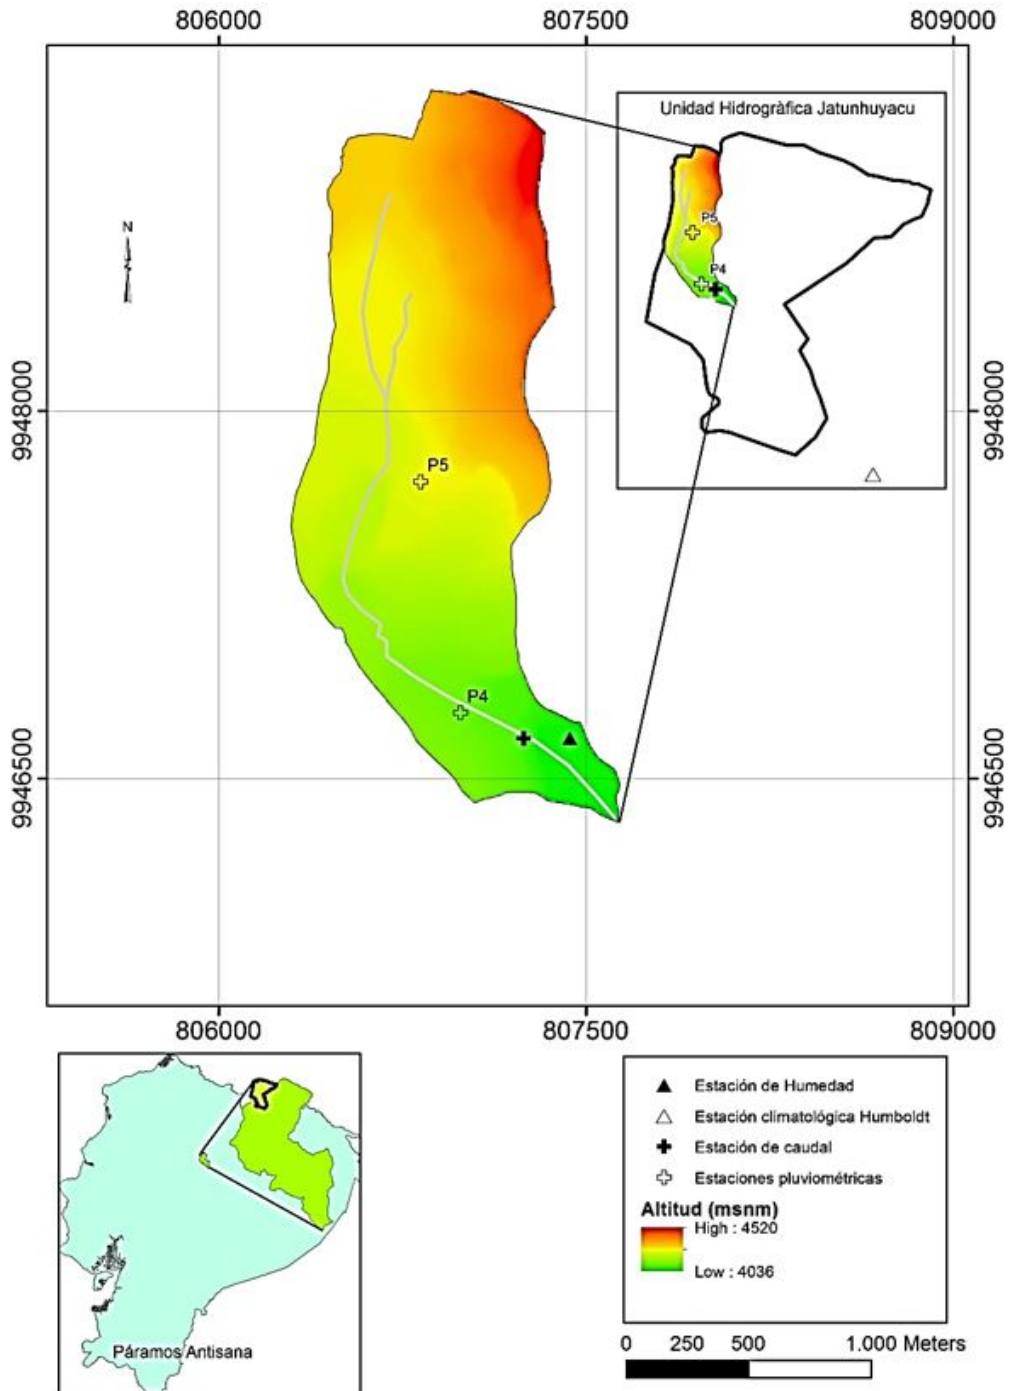 806000
807500
809000
Unidad Hidrogràfica Jatunhuyacu
N
P5
P4
9948000
9948000
P5
P4
9946500
9946500
806000
807500
809000
Estación de Humedad
Estación climatológica Humboldt
Estación de caudal
Estaciones pluviométricas
Altitud (msnm)
High : 4520
Low : 4036
Páramos Antisana
0 250 500 1.000 Meters